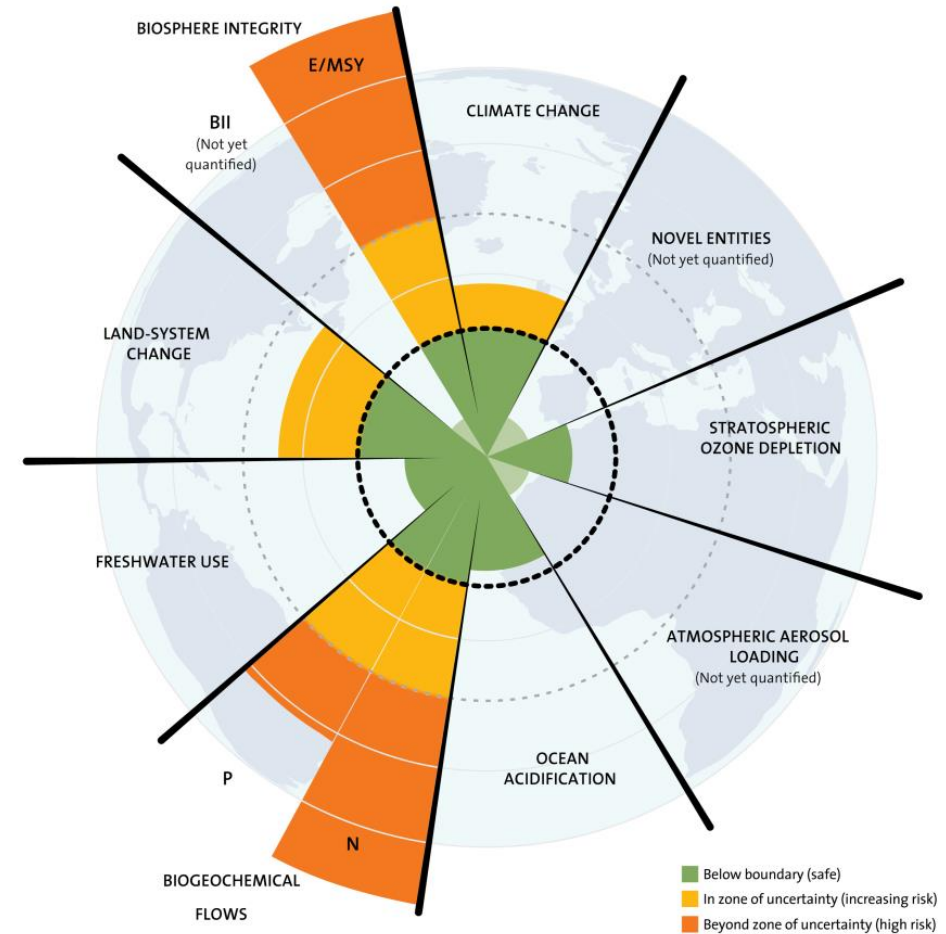 BIOSPHERE INTEGRITY
E/MSY
CLIMATE CHANGE
BII
(Not yet
quantified)
NOVEL ENTITIES
(Not yet quantified)
LAND-SYSTEM
CHANGE
STRATOSPHERIC
OZONE DEPLETION
FRESHWATER USE
ATMOSPHERIC AEROSOL
LOADING
(Not yet quantified)
OCEAN
ACIDIFICATION
P
N
BIOGEOCHEMICAL
FLOWS
Below boundary (safe)
In zone of uncertainty (increasing risk)
Beyond zone of uncertainty (high risk)